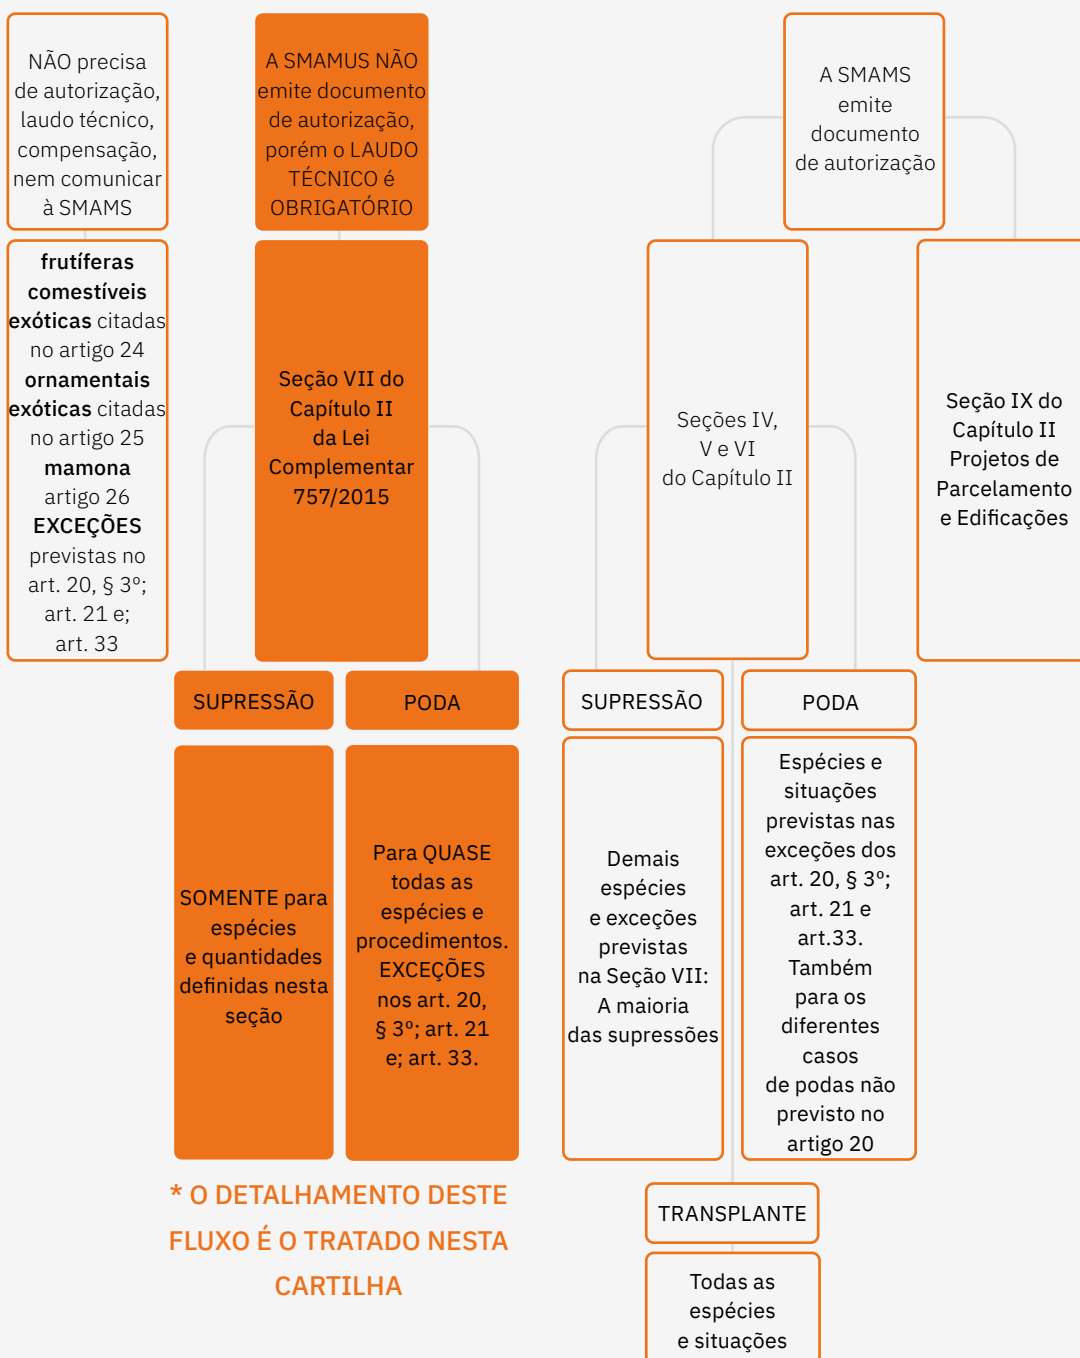 NÃO precisa
de autorização,
laudo técnico,
compensação,
nem comunicar
à SMAMS
frutíferas
comestíveis
exóticas citadas
no artigo 24
ornamentais
exóticas citadas
no artigo 25
mamona
artigo 26
EXCEÇÕES
previstas no
art. 20, § 3º;
art. 21 e;
art. 33
A SMAMUS NÃO
emite documento
de autorização,
porém o LAUDO
TÉCNICO é
OBRIGATÓRIO
Seção VII do
Capítulo II
da Lei
Complementar
757/2015
SUPRESSÃO
SOMENTE para
espécies
e quantidades
definidas nesta
seção
PODA
Para QUASE
todas as
espécies e
procedimentos.
EXCEÇÕES
nos art. 20,
§ 3º; art. 21
e; art. 33.
* O DETALHAMENTO DESTE
FLUXO É O TRATADO NESTA
CARTILHA
A SMAMS
emite
documento
de autorização
Seções IV,
V e VI
do Capítulo II
SUPRESSÃO
Demais
espécies
e exceções
previstas
na Seção VII:
A maioria
das supressões
PODA
Espécies e
situações
previstas nas
exceções dos
art. 20, § 3º;
art. 21 e
art.33.
Também
para os
diferentes
casos
de podas não
previsto no
artigo 20
TRANSPLANTE
Todas as
espécies
e situações
Seção IX do
Capítulo II
Projetos de
Parcelamento
e Edificações